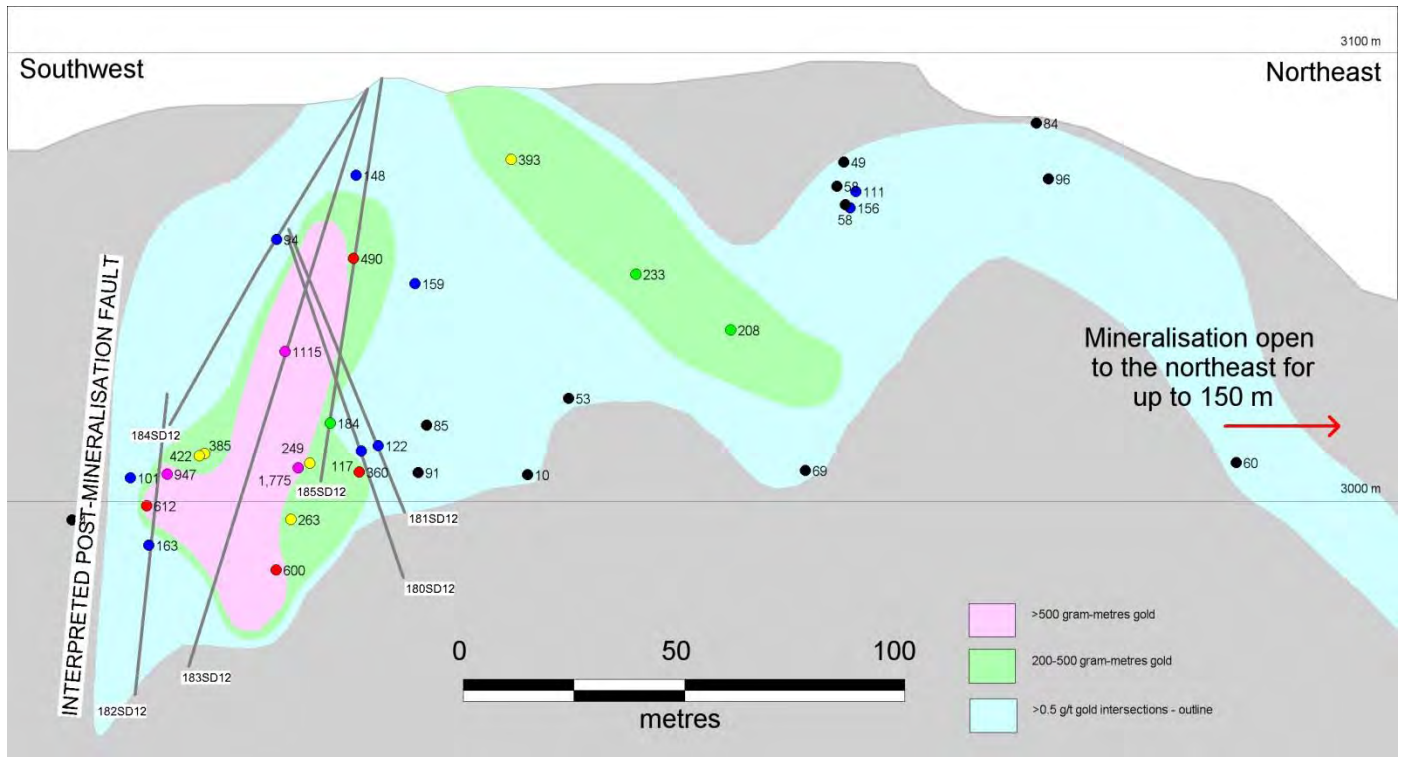 3100 m
Southwest
Northeast
84
49
393
96
148
58
111
156
58
94
490
159
233
208
INTERPRETED POST-MINERALISATION FAULT
1115
Mineralisation open
to the northeast for
up to 150 m
53
184
85
184SD12
385
122
422
249
117
101
947
1,775
360
91
10
69
60
185SD12
3000 m
612
263
181SD12
163
600
180SD12
>500 gram-metres gold
0
50
100
200-500 gram-metres gold
183SD12
182SD12
metres
>0.5 g/t gold intersections - outline